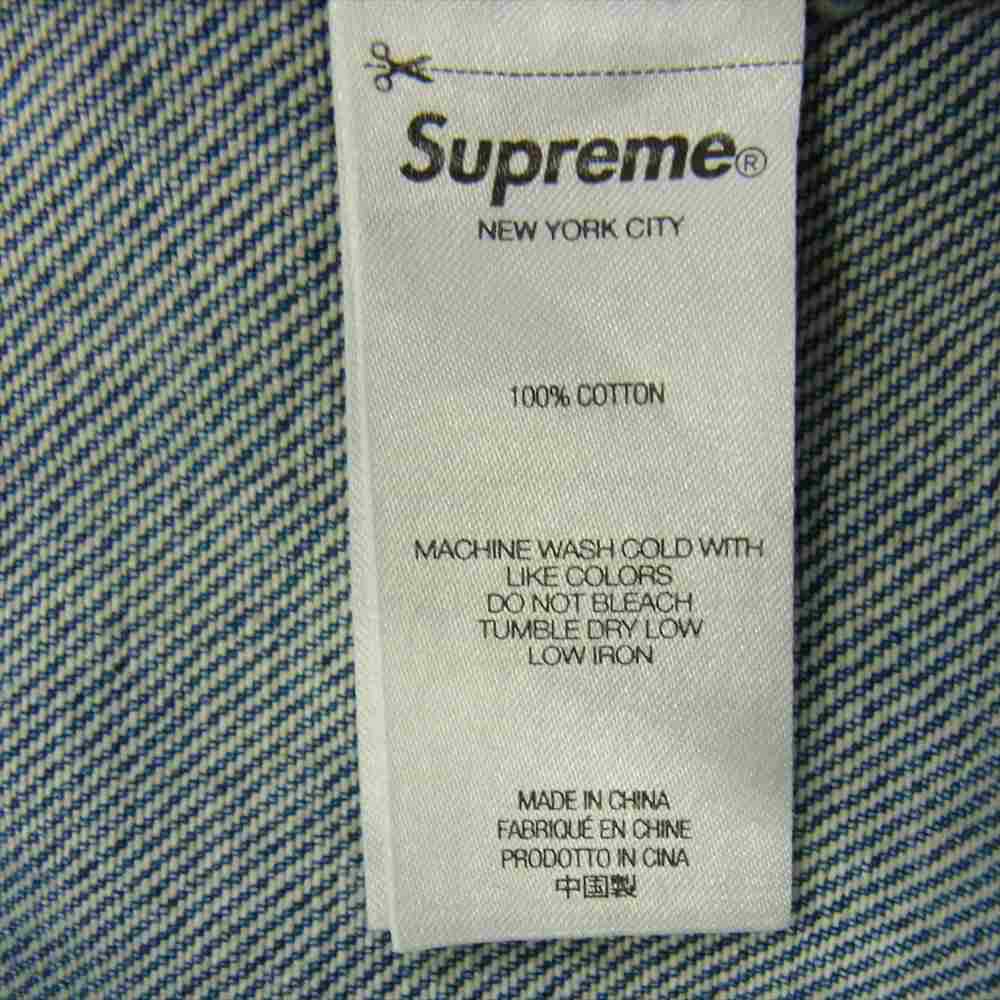 Supreme®
NEW YORK CITY
100% COTTON
MACHINE WASH COLD WITH
LIKE COLORS
DO NOT BLEACH
TUMBLE DRY LOW
LOW IRON
MADE IN CHINA
FABRIQUÉ EN CHINE
PRODOTTO IN CINA
中国製